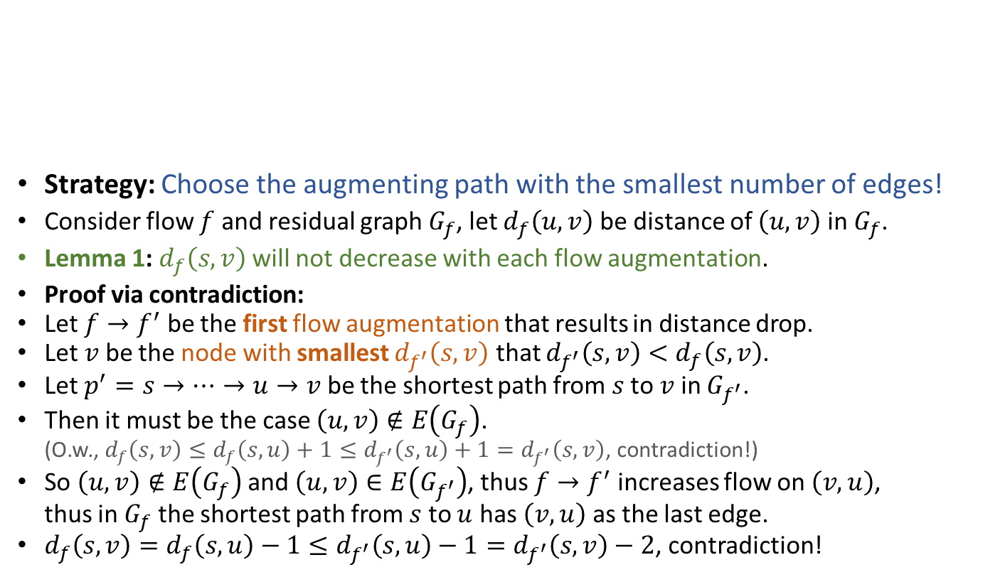 • Strategy: Choose the augmenting path with the smallest number of edges!
• Consider flow $f$ and residual graph $G_f$, let $d_f(u, v)$ be distance of $(u, v)$ in $G_f$.
• Lemma 1: $d_f(s, v)$ will not decrease with each flow augmentation.
• Proof via contradiction:
• Let $f \to f'$ be the first flow augmentation that results in distance drop.
• Let $v$ be the node with smallest $d_{f'}(s, v)$ that $d_{f'}(s, v) < d_f(s, v)$.
• Let $p' = s \to \cdots \to u \to v$ be the shortest path from $s$ to $v$ in $G_{f'}$.
• Then it must be the case $(u, v) \notin E(G_f)$.
(O.w., $d_f(s, v) \leq d_f(s, u) + 1 \leq d_{f'}(s, u) + 1 = d_{f'}(s, v)$, contradiction!)
• So $(u, v) \notin E(G_f)$ and $(u, v) \in E(G_{f'})$, thus $f \to f'$ increases flow on $(v, u)$,
thus in $G_f$ the shortest path from $s$ to $u$ has $(v, u)$ as the last edge.
• $d_f(s, v) = d_f(s, u) - 1 \leq d_{f'}(s, u) - 1 = d_{f'}(s, v) - 2$, contradiction!